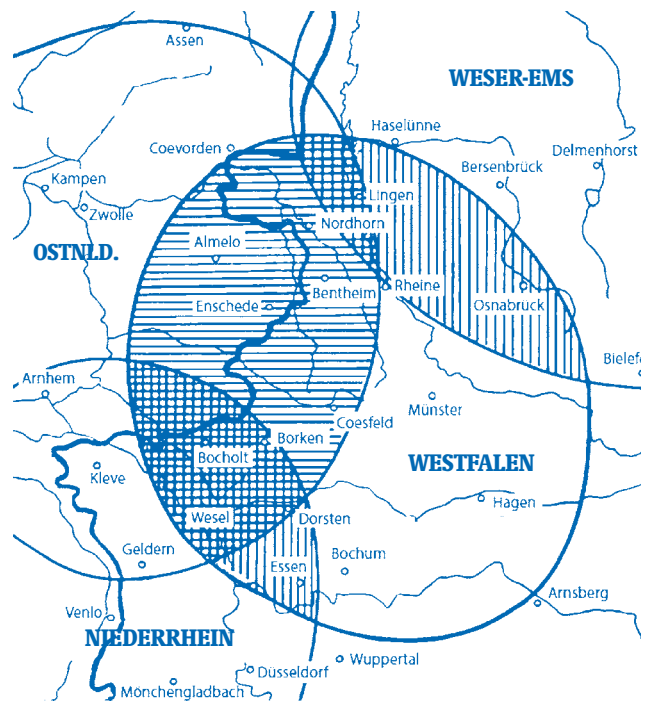 Assen
WESER-EMS
Haselünne
Coevorden
Delmenhorst
Bersenbrück
Kampen
Lingen
Zwolle
Nordhorn
OSTNLD.
Almelo
Bentheim
Rheine
Enschede
Osnabrück
Bielefe
Arnhem
Münster
Coesfeld
Borken
Bocholt
WESTFALEN
Kleve
Hagen
Wesel
Dorsten
Geldern
Bochum
Essen
Arnsberg
Venlo
NIEDERRHEIN
Wuppertal
Düsseldorf
Mönchengladbach